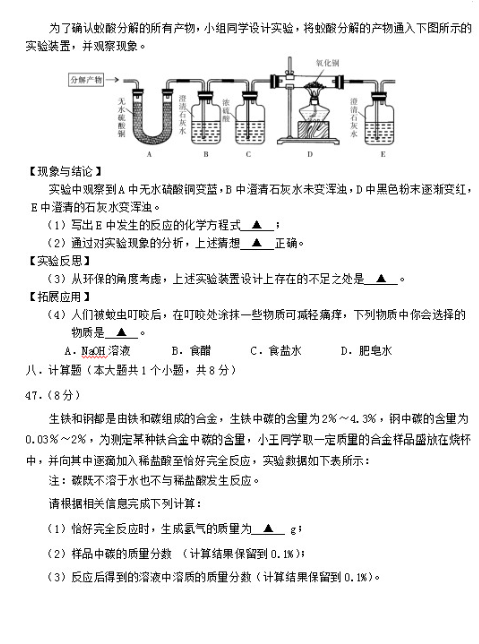 为了确认蚁酸分解的所有产物，小组同学设计实验，将蚁酸分解的产物通入下图所示的
实验装置，并观察现象。
分解产物
无水硫酸铜
澄清石灰水
浓硫酸
氧化铜
澄清石灰水
A B C D E
【现象与结论】
实验中观察到A中无水硫酸铜变蓝，B中澄清石灰水未变浑浊，D中黑色粉末逐渐变红，
E中澄清的石灰水变浑浊。
（1）写出E中发生的反应的化学方程式 ▲ ；
（2）通过对实验现象的分析，上述猜想 ▲ 正确。
【实验反思】
（3）从环保的角度考虑，上述实验装置设计上存在的不足之处是 ▲ 。
【拓展应用】
（4）人们被蚊虫叮咬后，在叮咬处涂抹一些物质可减轻痛痒，下列物质中你会选择的
物质是 ▲ 。
A．NaOH溶液 B．食醋 C．食盐水 D．肥皂水
八．计算题（本大题共1个小题，共8分）
47．（8分）
生铁和钢都是由铁和碳组成的合金，生铁中碳的含量为2%～4.3%，钢中碳的含量为
0.03%～2%，为测定某种铁合金中碳的含量，小王同学取一定质量的合金样品盛放在烧杯
中，并向其中逐滴加入稀盐酸至恰好完全反应，实验数据如下表所示：
注：碳既不溶于水也不与稀盐酸发生反应。
请根据相关信息完成下列计算：
（1）恰好完全反应时，生成氢气的质量为 ▲ g；
（2）样品中碳的质量分数 （计算结果保留到0.1%）；
（3）反应后得到的溶液中溶质的质量分数（计算结果保留到0.1%）。